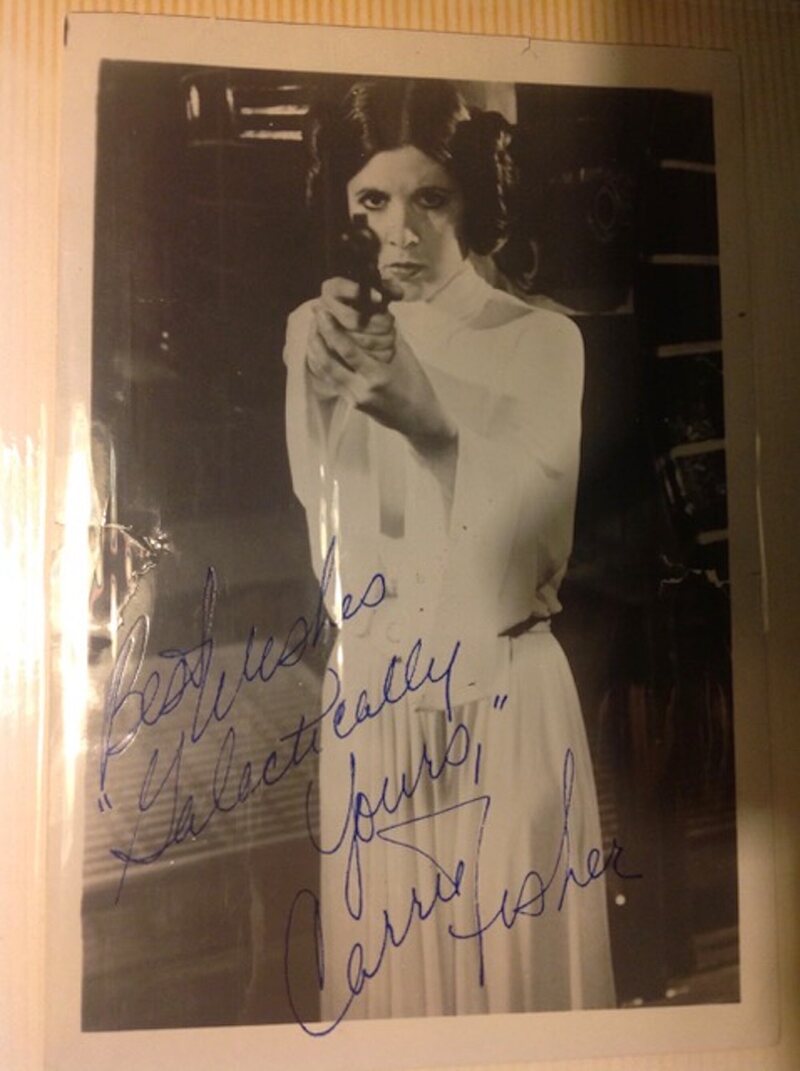 Best Wishes
"Galactically
Yours,"
Carrie Fisher